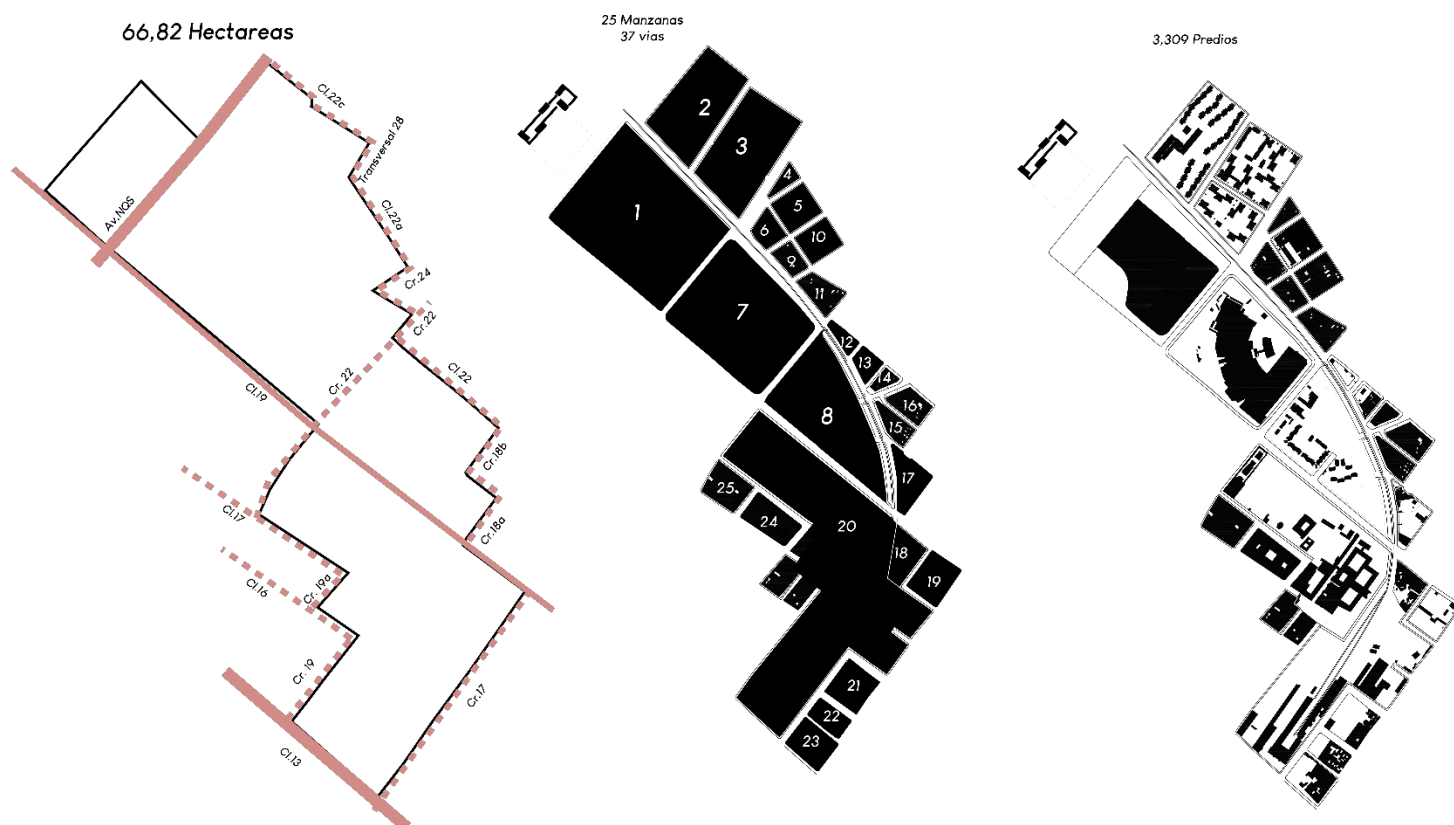 66,82 Hectareas
Cl.22c
Transversal 28
Av.NQS
Cl.22a
Cr.24
Cr.22
Cr. 22
Cl.22
Cl.19
Cr.18b
Cl.17
Cr.18a
Cl.16
Cr. 19a
Cr. 19
Cr.17
Cl.13
25 Manzanas
37 vias
2
3
4
1
5
6
10
9
11
7
12
13
14
8
16
15
17
25
24
20
18
19
21
22
23
3,309 Predios